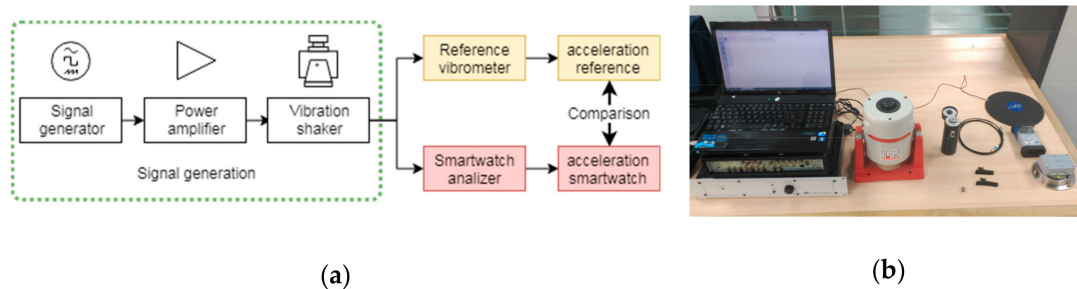 Signal
generator
Power
amplifier
Vibration
shaker
Signal generation
Reference
vibrometer
acceleration
reference
Comparison
Smartwatch
analizer
acceleration
smartwatch
(a)
(b)